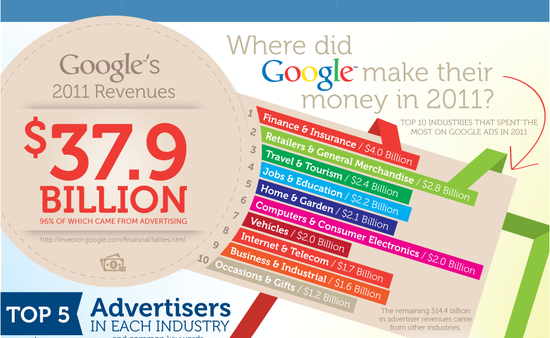 Google's
2011 Revenues
$37.9
BILLION
96% OF WHICH CAME FROM ADVERTISING
http://investor.google.com/financial/tables.html
Where did
Google™ make their
money in 2011?
TOP 10 INDUSTRIES THAT SPENT THE
MOST ON GOOGLE ADS IN 2011
1 Finance & Insurance / $4.0 Billion
2 Retailers & General Merchandise / $2.8 Billion
3 Travel & Tourism / $2.4 Billion
4 Jobs & Education / $2.2 Billion
5 Home & Garden / $2.1 Billion
6 Computers & Consumer Electronics / $2.0 Billion
7 Vehicles / $2.0 Billion
8 Internet & Telecom / $1.7 Billion
9 Business & Industrial / $1.6 Billion
10 Occasions & Gifts / $1.2 Billion
The remaining $14.4 billion
in advertiser revenues came
from other industries.
TOP 5
Advertisers
IN EACH INDUSTRY
and common keywords